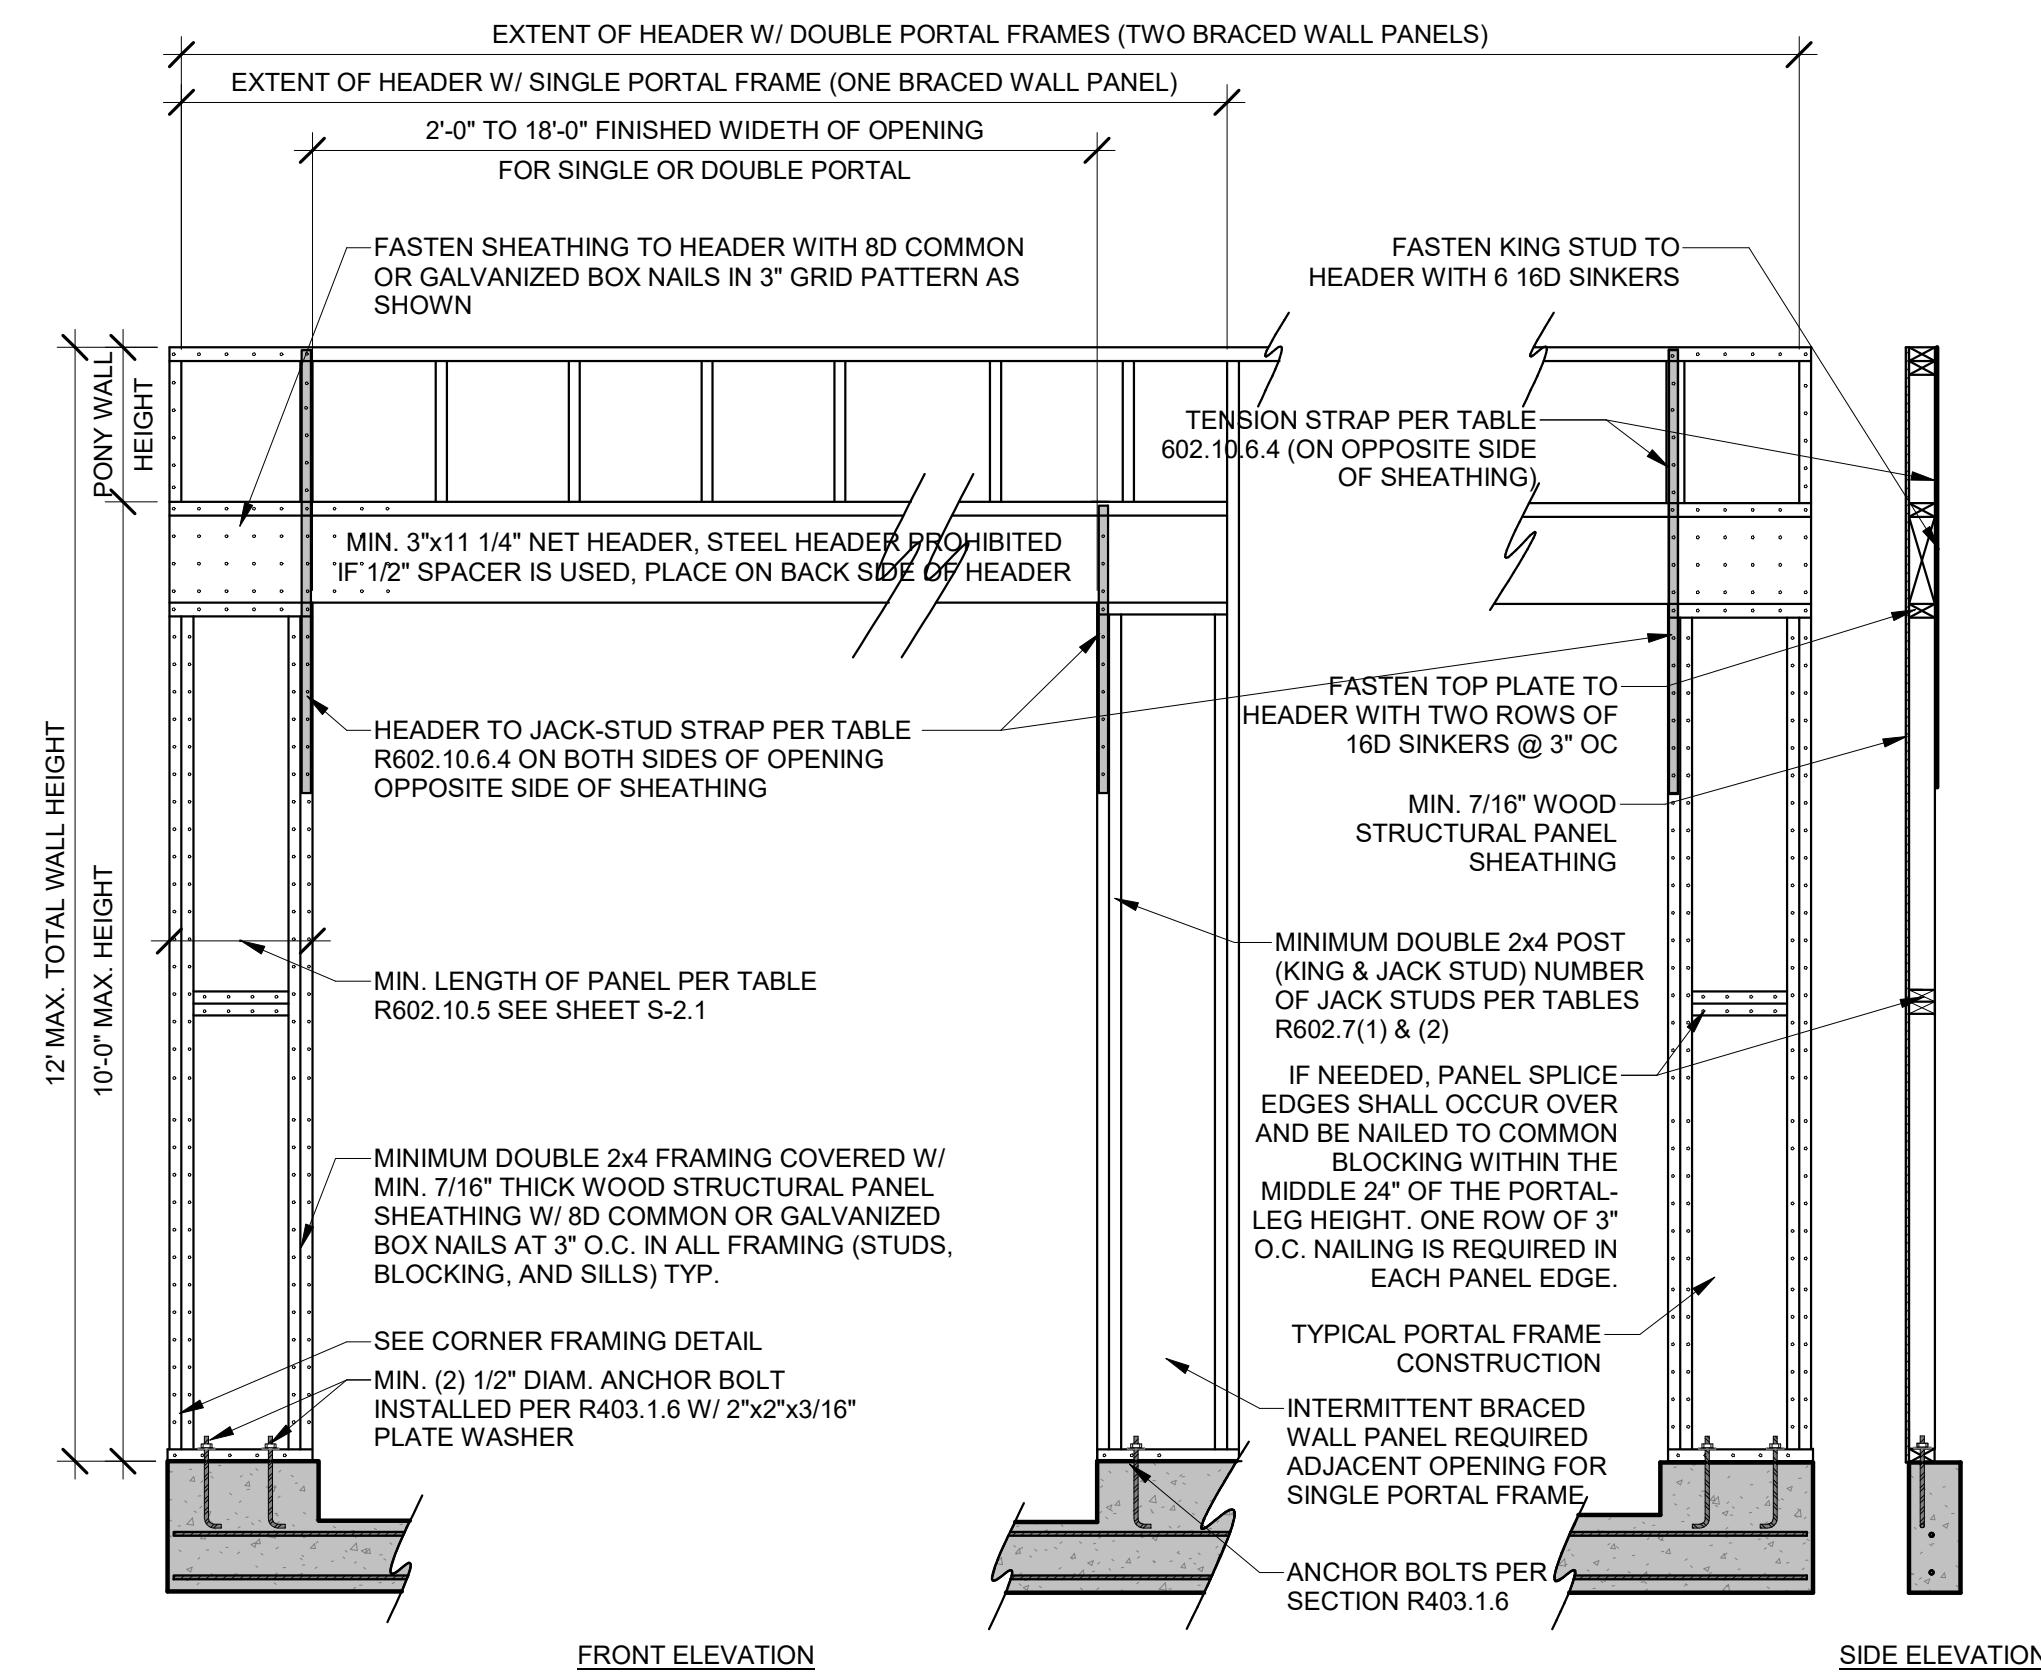 EXTENT OF HEADER W/ DOUBLE PORTAL FRAMES (TWO BRACED WALL PANELS)
EXTENT OF HEADER W/ SINGLE PORTAL FRAME (ONE BRACED WALL PANEL)
2'-0" TO 18'-0" FINISHED WIDETH OF OPENING
FOR SINGLE OR DOUBLE PORTAL
FASTEN SHEATHING TO HEADER WITH 8D COMMON
OR GALVANIZED BOX NAILS IN 3" GRID PATTERN AS
SHOWN
FASTEN KING STUD TO
HEADER WITH 6 16D SINKERS
PONY WALL
HEIGHT
TENSION STRAP PER TABLE
602.10.6.4 (ON OPPOSITE SIDE
OF SHEATHING)
MIN. 3"x11 1/4" NET HEADER, STEEL HEADER PROHIBITED
IF 1/2" SPACER IS USED, PLACE ON BACK SIDE OF HEADER
12' MAX. TOTAL WALL HEIGHT
10'-0" MAX. HEIGHT
HEADER TO JACK-STUD STRAP PER TABLE
R602.10.6.4 ON BOTH SIDES OF OPENING
OPPOSITE SIDE OF SHEATHING
FASTEN TOP PLATE TO
HEADER WITH TWO ROWS OF
16D SINKERS @ 3" OC
MIN. 7/16" WOOD
STRUCTURAL PANEL
SHEATHING
MIN. LENGTH OF PANEL PER TABLE
R602.10.5 SEE SHEET S-2.1
MINIMUM DOUBLE 2x4 POST
(KING & JACK STUD) NUMBER
OF JACK STUDS PER TABLES
R602.7(1) & (2)
IF NEEDED, PANEL SPLICE
EDGES SHALL OCCUR OVER
AND BE NAILED TO COMMON
BLOCKING WITHIN THE
MIDDLE 24" OF THE PORTAL-
LEG HEIGHT. ONE ROW OF 3"
O.C. NAILING IS REQUIRED IN
EACH PANEL EDGE.
MINIMUM DOUBLE 2x4 FRAMING COVERED W/
MIN. 7/16" THICK WOOD STRUCTURAL PANEL
SHEATHING W/ 8D COMMON OR GALVANIZED
BOX NAILS AT 3" O.C. IN ALL FRAMING (STUDS,
BLOCKING, AND SILLS) TYP.
SEE CORNER FRAMING DETAIL
MIN. (2) 1/2" DIAM. ANCHOR BOLT
INSTALLED PER R403.1.6 W/ 2"x2"x3/16"
PLATE WASHER
TYPICAL PORTAL FRAME
CONSTRUCTION
INTERMITTENT BRACED
WALL PANEL REQUIRED
ADJACENT OPENING FOR
SINGLE PORTAL FRAME
ANCHOR BOLTS PER
SECTION R403.1.6
FRONT ELEVATION
SIDE ELEVATION